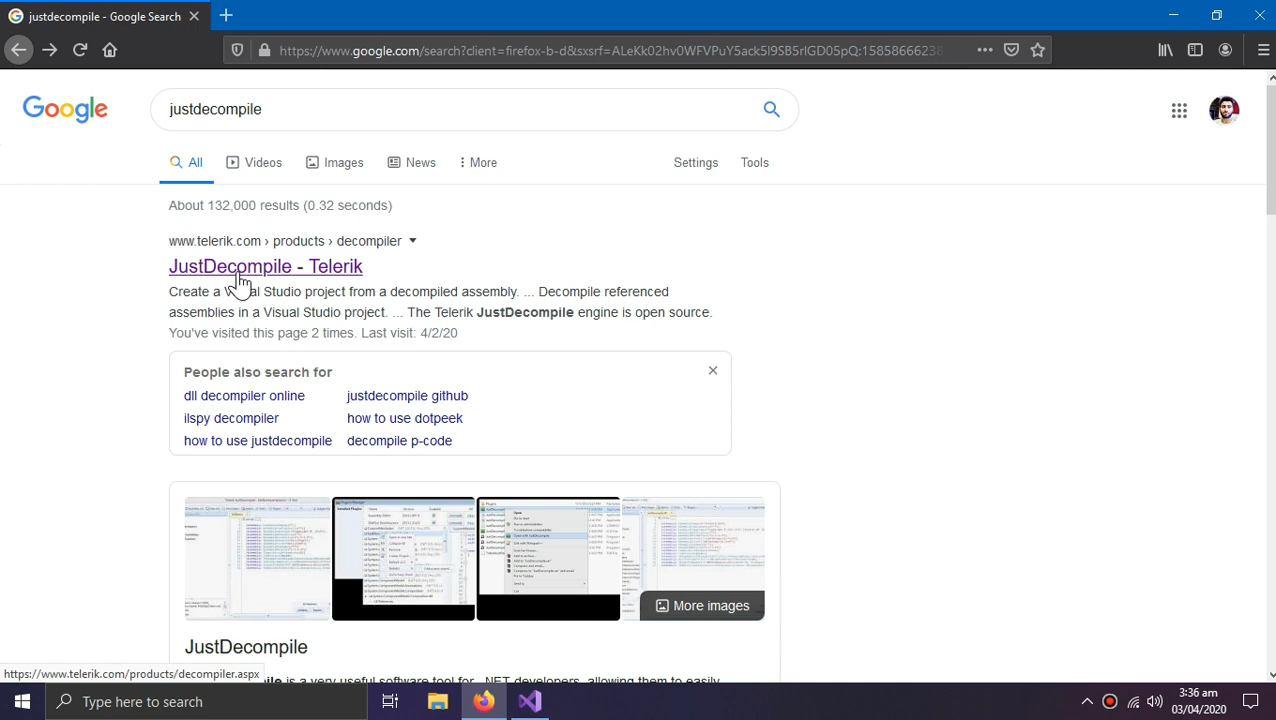 justdecompile - Google Search
https://www.google.com/search?client=firefox-b-d&sxsrf=ALeKk02hv0WFVPuY5ack5l9SB5rlGD05pQ:15858666238
Google
justdecompile
All
Videos
Images
News
More
Settings
Tools
About 132,000 results (0.32 seconds)
www.telerik.com › products › decompiler
JustDecompile - Telerik
Create a Visual Studio project from a decompiled assembly. ... Decompile referenced
assemblies in a Visual Studio project. ... The Telerik JustDecompile engine is open source.
You've visited this page 2 times. Last visit: 4/2/20
People also search for
dll decompiler online
justdecompile github
ilspy decompiler
how to use dotpeek
how to use justdecompile
decompile p-code
More images
JustDecompile
is a very useful software tool for .NET developers, allowing them to easily
https://www.telerik.com/products/decompiler.aspx
Type here to search
3:36 am
03/04/2020